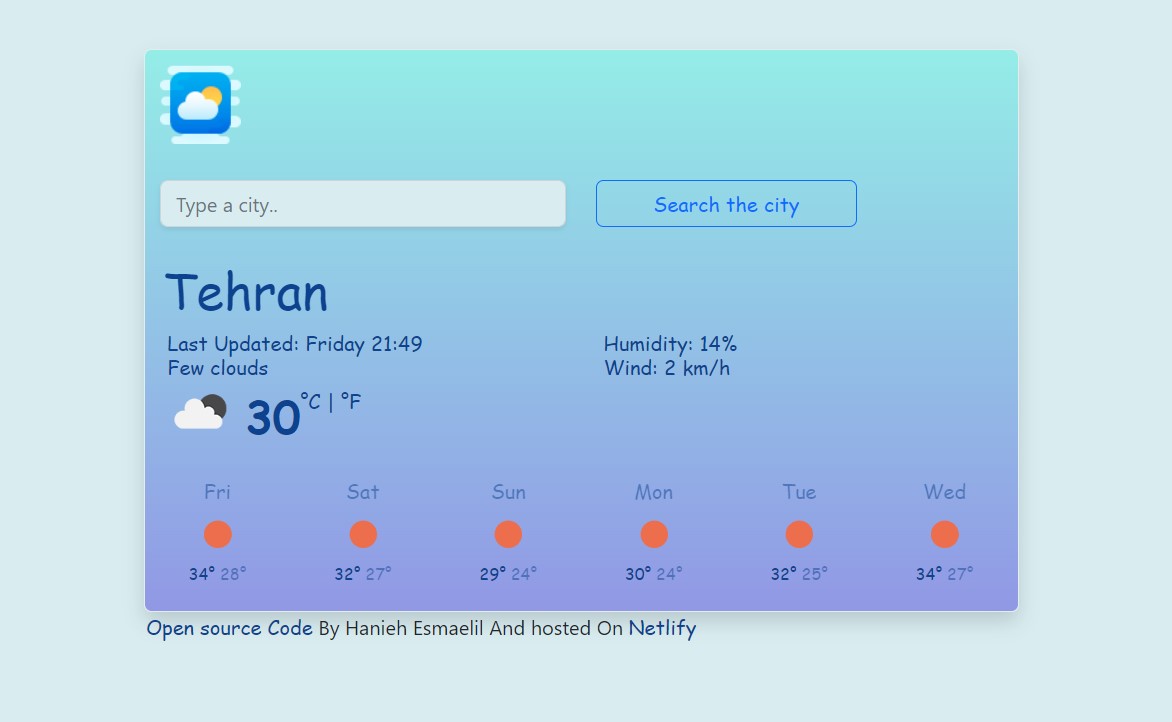 Type a city..
Search the city
Tehran
Last Updated: Friday 21:49
Few clouds
Humidity: 14%
Wind: 2 km/h
30°C | °F
Fri Sat Sun Mon Tue Wed
34° 28° 32° 27° 29° 24° 30° 24° 32° 25° 34° 27°
Open source Code By Hanieh Esmaelil And hosted On Netlify